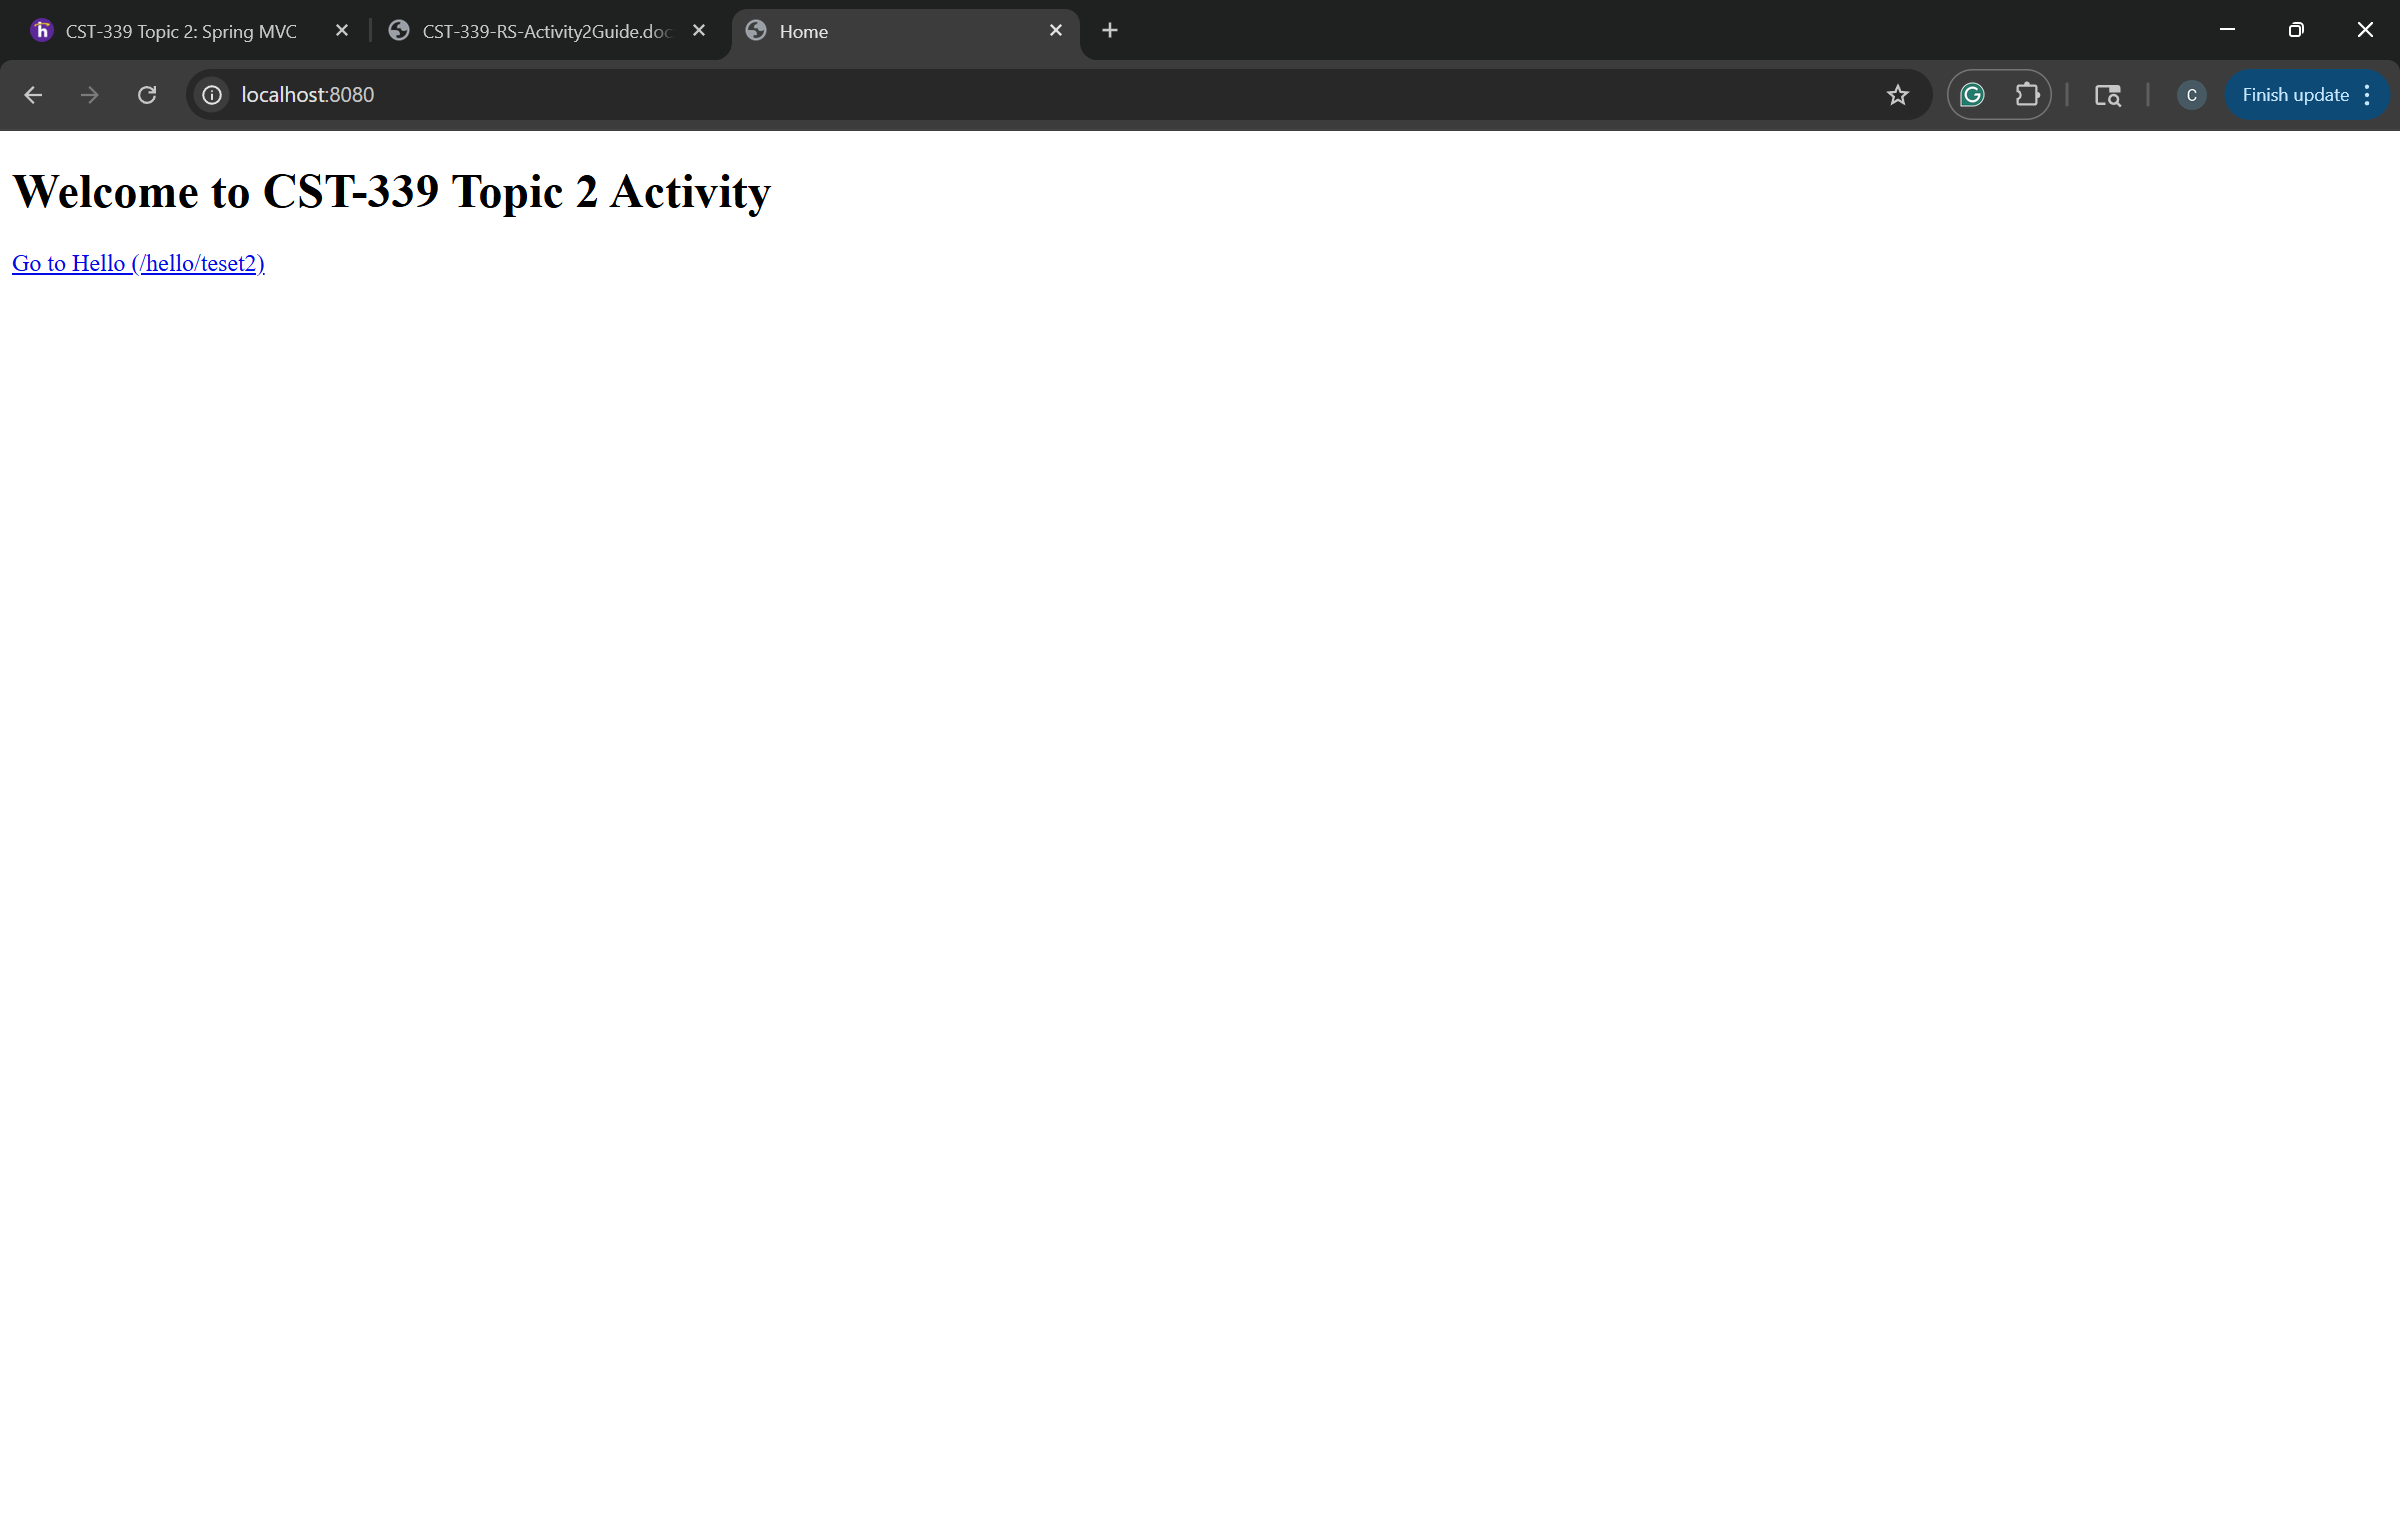 CST-339 Topic 2: Spring MVC
CST-339-RS-Activity2Guide.doc
Home
localhost:8080
C
Finish update
Welcome to CST-339 Topic 2 Activity
Go to Hello (/hello/teset2)